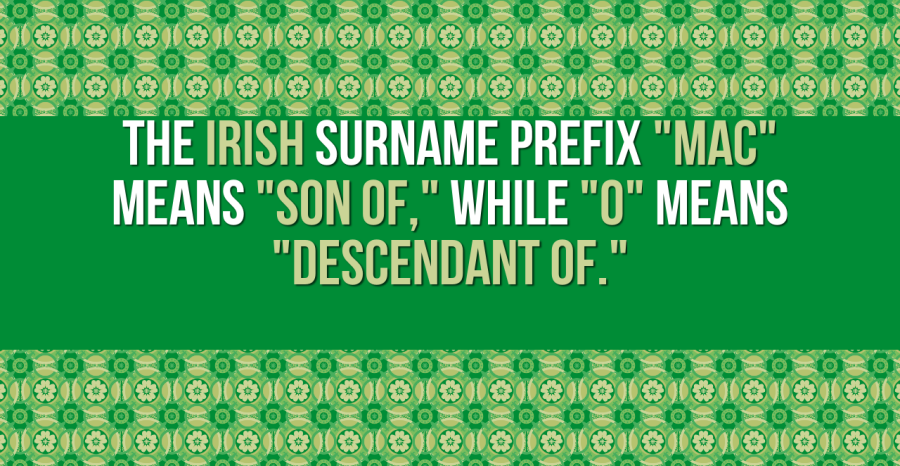 THE IRISH SURNAME PREFIX "MAC"
MEANS "SON OF," WHILE "O" MEANS
"DESCENDANT OF."